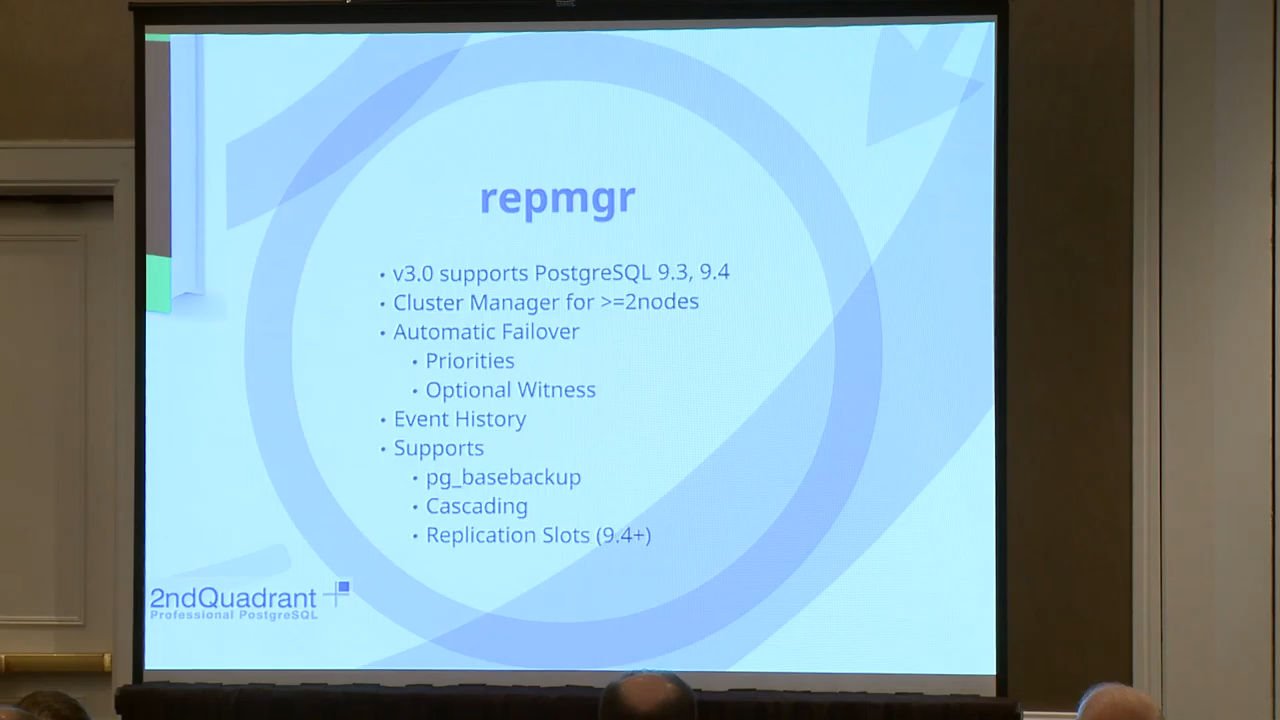 repmgr
• v3.0 supports PostgreSQL 9.3, 9.4
• Cluster Manager for >=2nodes
• Automatic Failover
• Priorities
• Optional Witness
• Event History
• Supports
• pg_basebackup
• Cascading
• Replication Slots (9.4+)
2ndQuadrant
Professional PostgreSQL